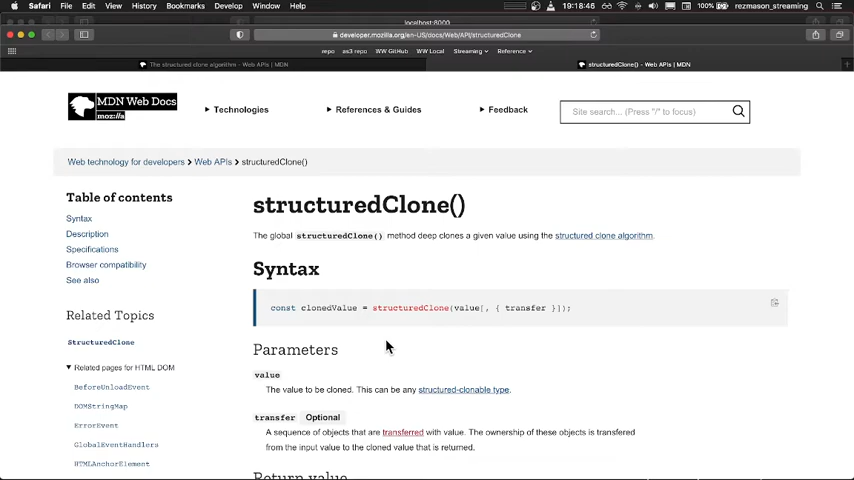 Safari File Edit View History Bookmarks Develop Window Help
100% 19:18:46 rezmason_streaming
localhost:8000
developer.mozilla.org/en-US/docs/Web/API/structuredClone
repo as3 repo WW GitHub WW Local Streaming Reference
The structured clone algorithm - Web APIs | MDN
structuredClone() - Web APIs | MDN
MDN Web Docs
moz://a
Technologies
References & Guides
Feedback
Site search... (Press "/" to focus)
Web technology for developers
Web APIs
structuredClone()
Table of contents
Syntax
Description
Specifications
Browser compatibility
See also
Related Topics
StructuredClone
Related pages for HTML DOM
BeforeUnloadEvent
DOMStringMap
ErrorEvent
GlobalEventHandlers
HTMLAnchorElement
structuredClone()
The global structuredClone() method deep clones a given value using the structured clone algorithm.
Syntax
const clonedValue = structuredClone(value[, { transfer }]);
Parameters
value
The value to be cloned. This can be any structured-clonable type.
transfer Optional
A sequence of objects that are transferred with value. The ownership of these objects is transfered
from the input value to the cloned value that is returned.
Return value